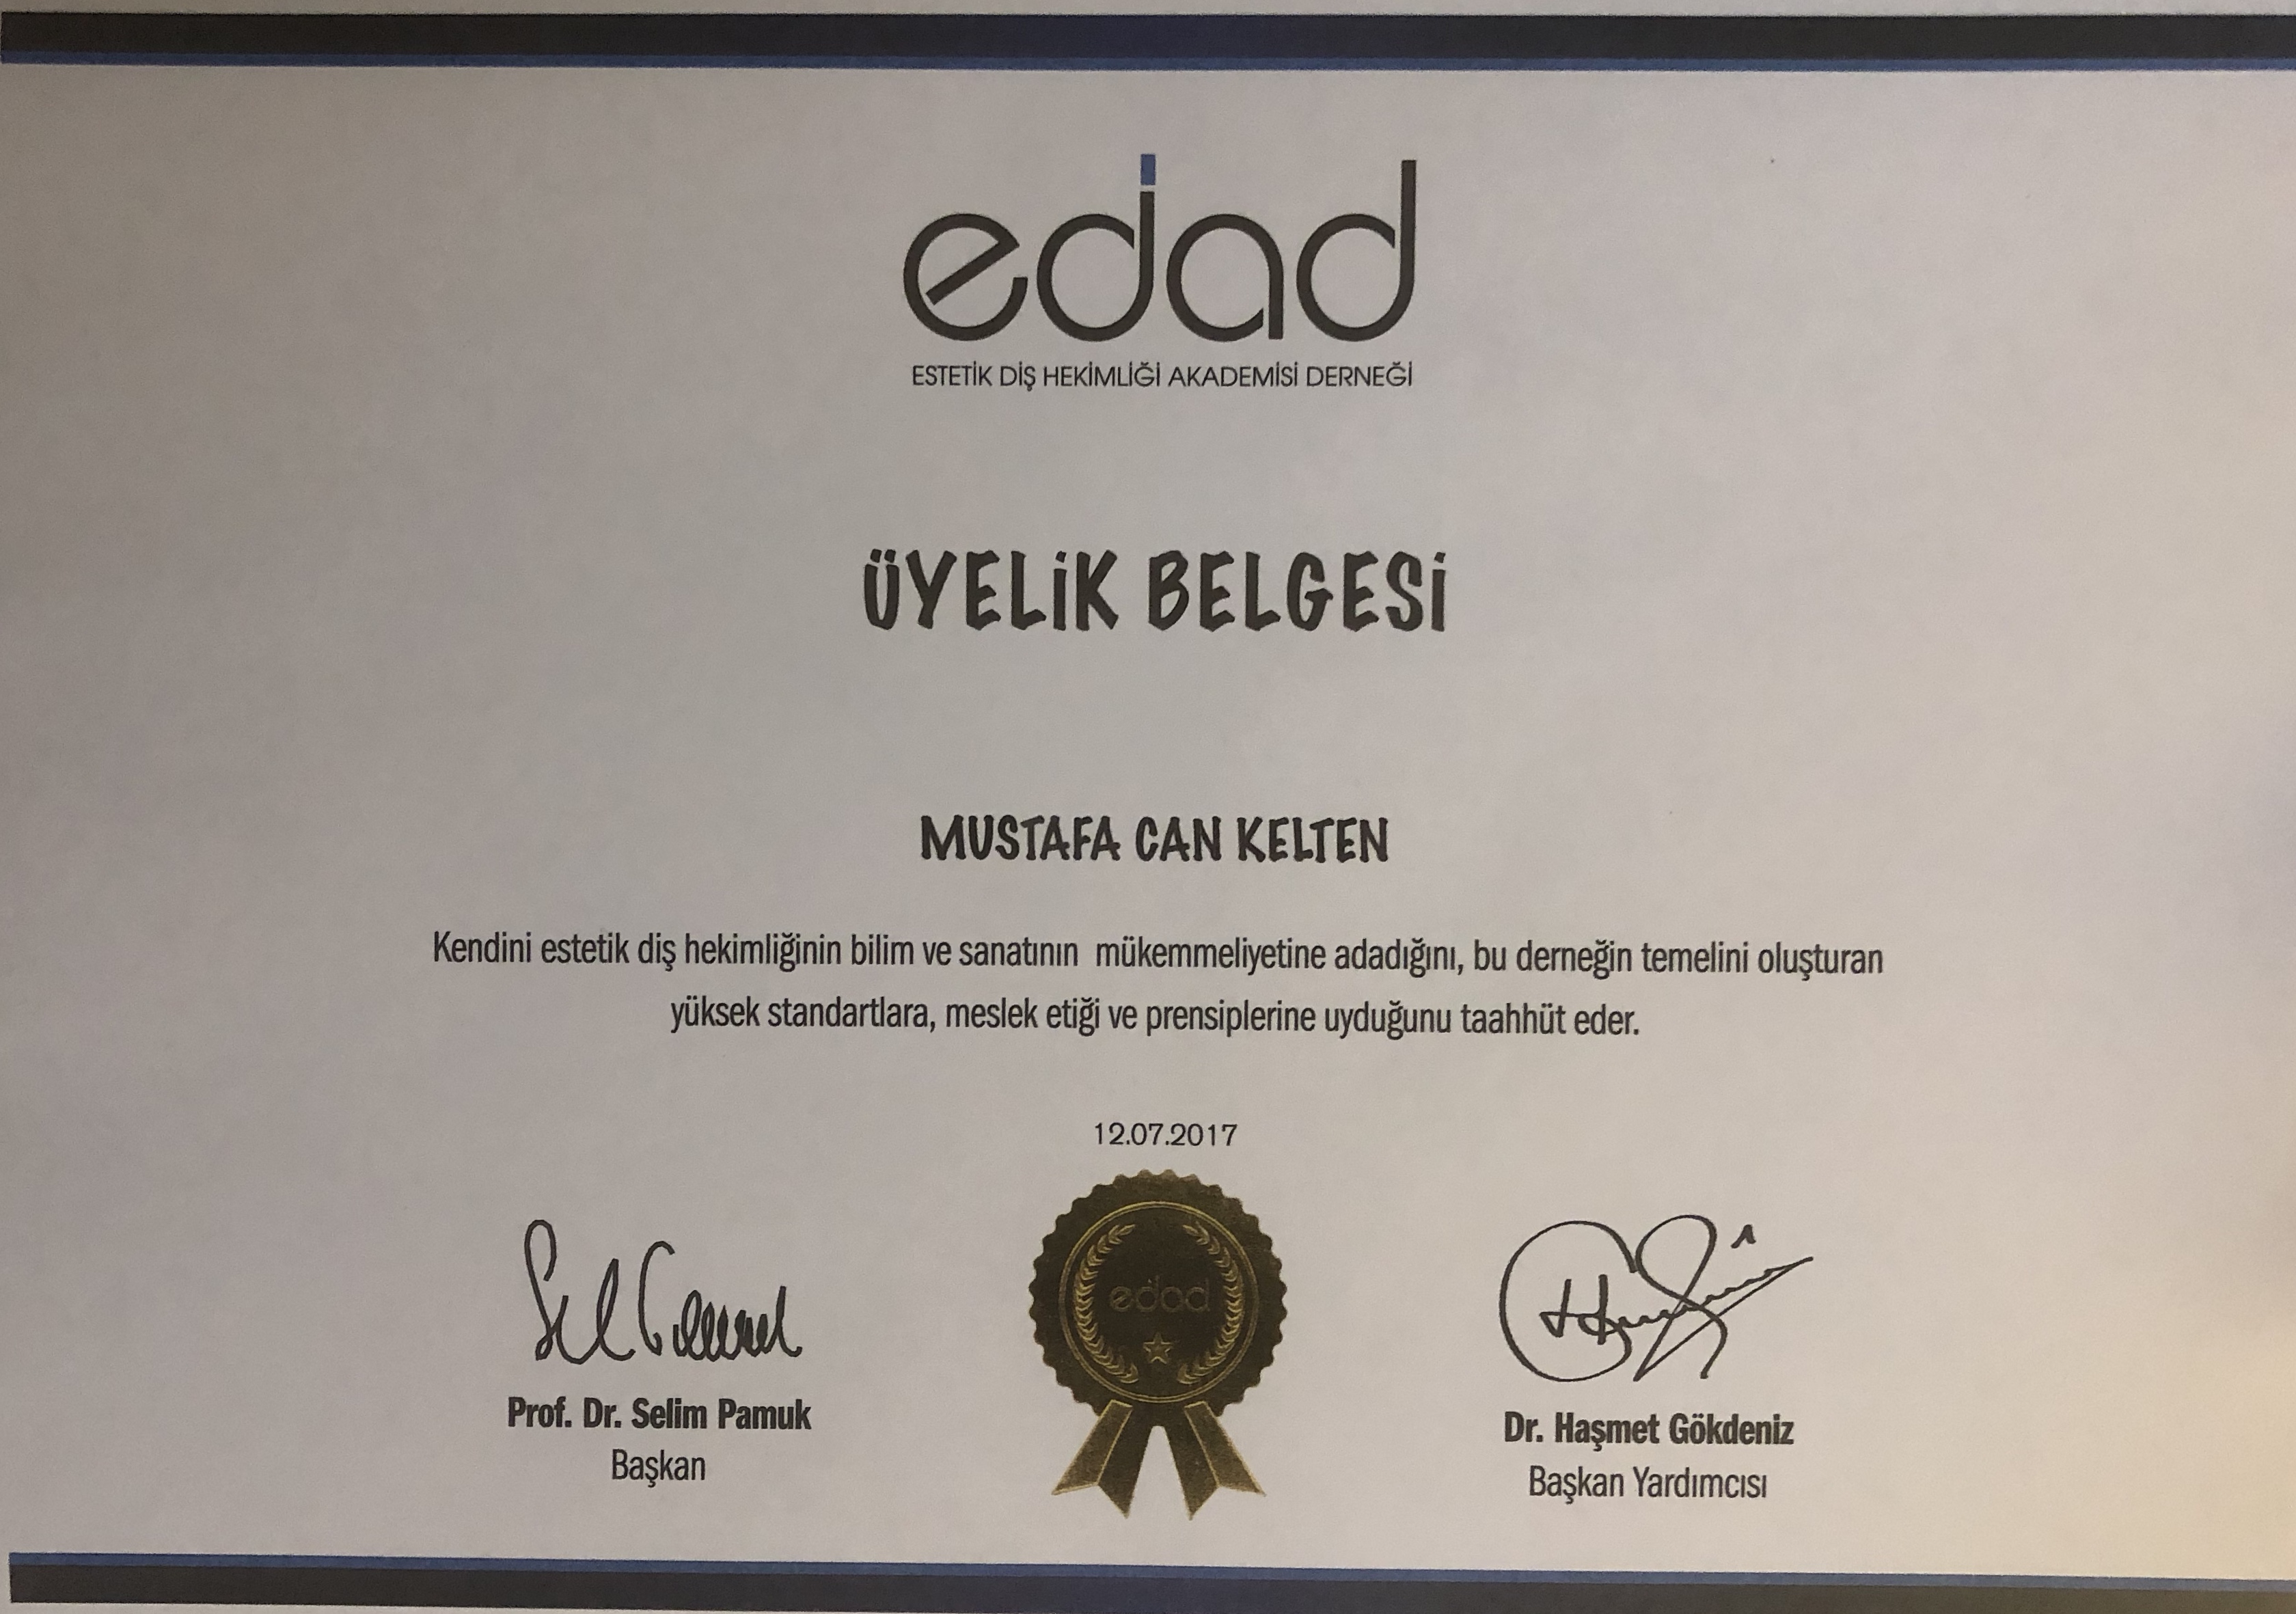 edad
ESTETİK DİŞ HEKİMLİĞİ AKADEMİSİ DERNEĞİ
ÜYELİK BELGESİ
MUSTAFA CAN KELTEN
Kendini estetik diş hekimliğinin bilim ve sanatının mükemmeliyetine adadığını, bu derneğin temelini oluşturan
yüksek standartlara, meslek etiği ve prensiplerine uyduğunu taahhüt eder.
12.07.2017
edad
Prof. Dr. Selim Pamuk
Başkan
Dr. Haşmet Gökdeniz
Başkan Yardımcısı